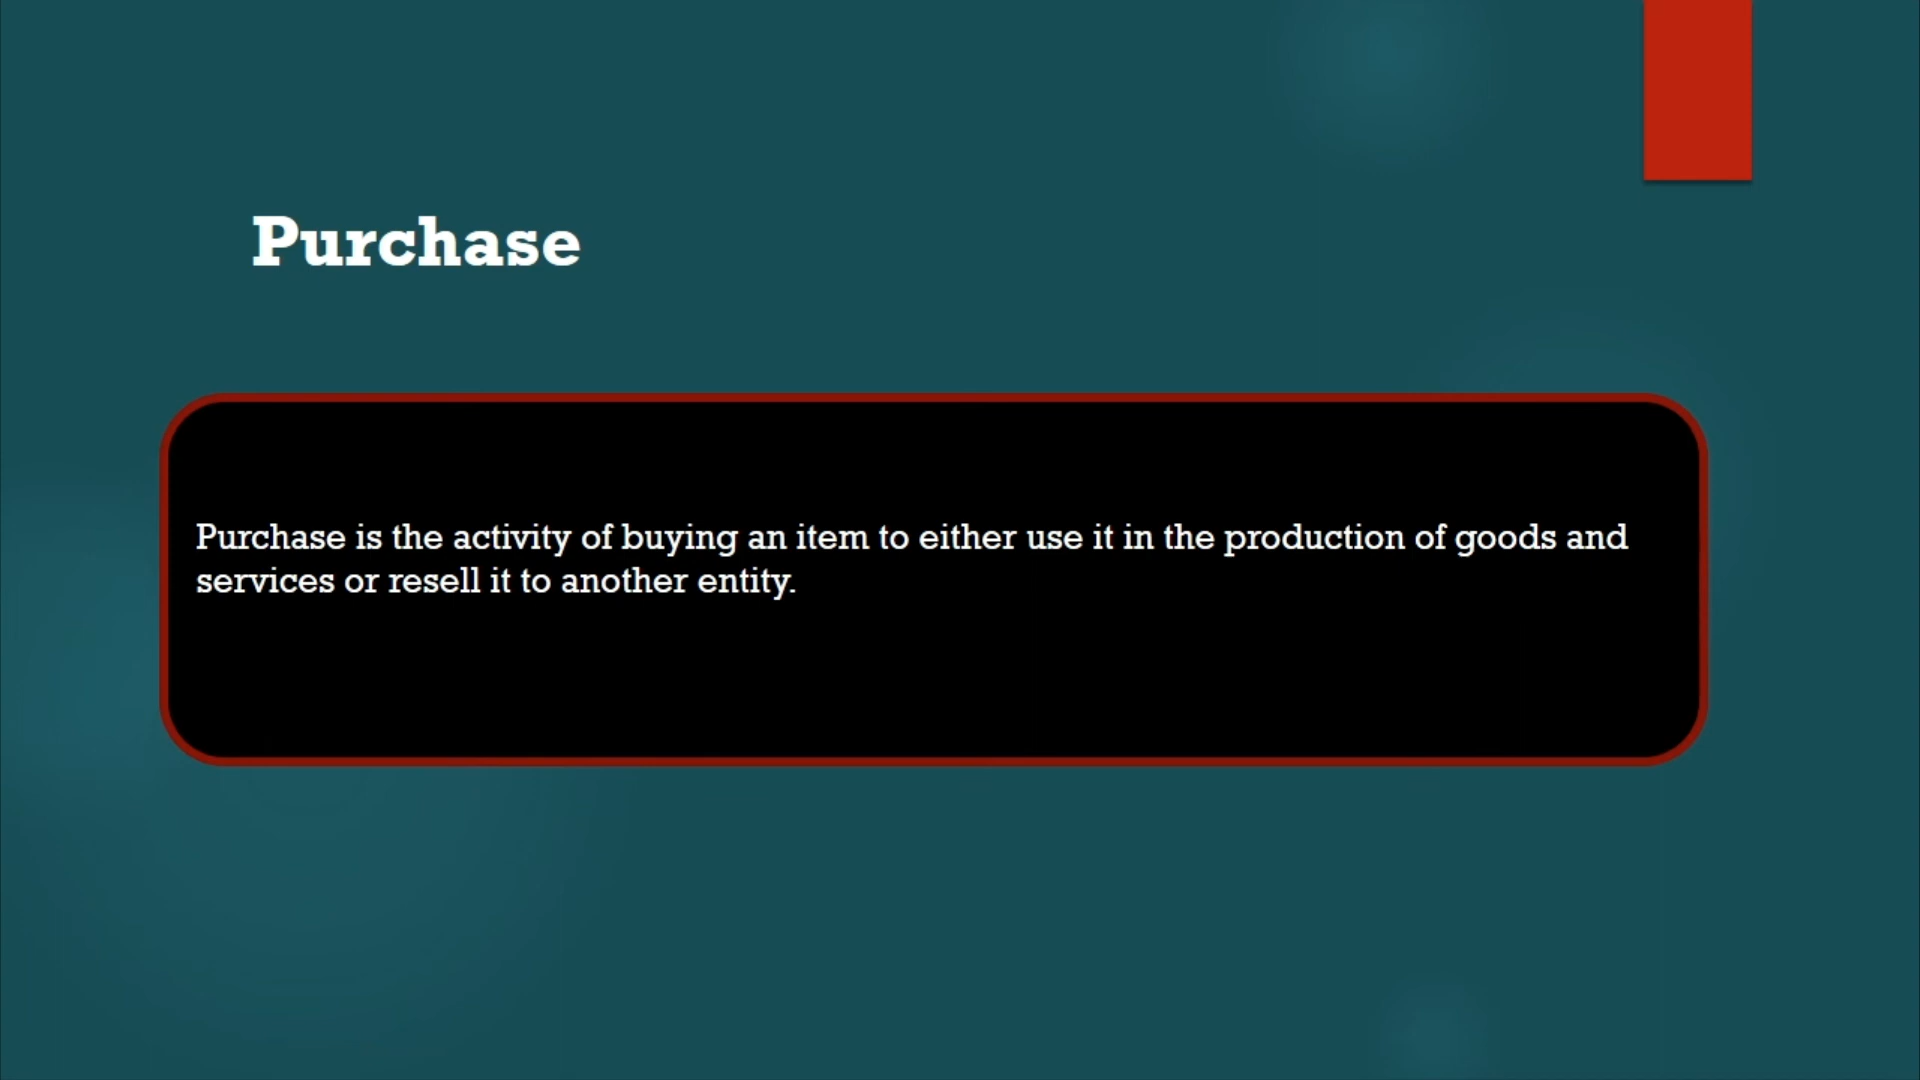 Purchase
Purchase is the activity of buying an item to either use it in the production of goods and
services or resell it to another entity.